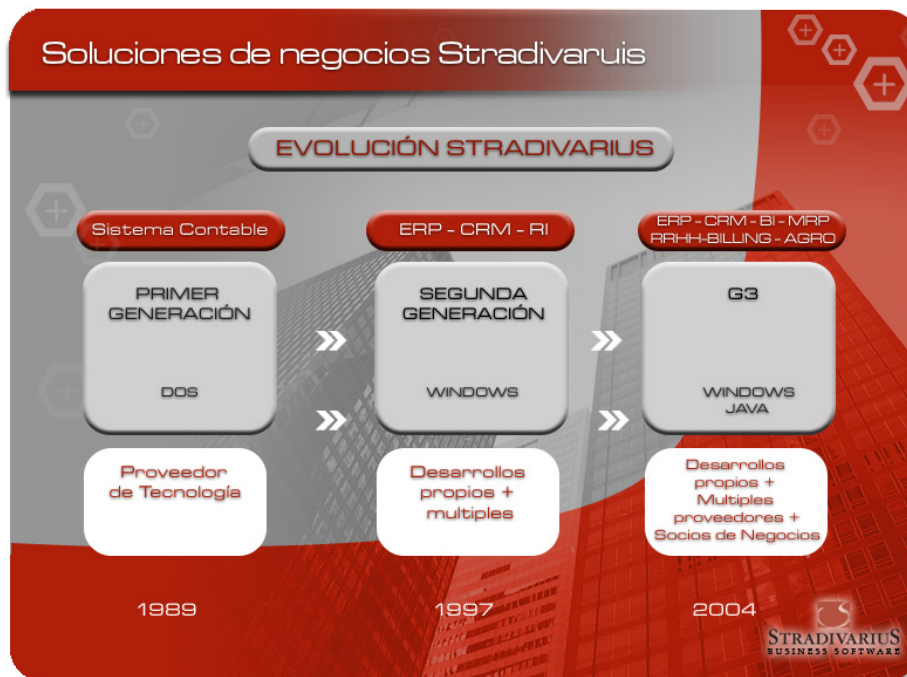 Soluciones de negocios Stradivaruis
EVOLUCIÓN STRADIVARIUS
Sistema Contable
PRIMER
GENERACIÓN
DOS
Proveedor
de Tecnología
1989
ERP - CRM - RI
SEGUNDA
GENERACIÓN
WINDOWS
Desarrollos
propios +
multiples
1997
ERP - CRM - BI - MRP
RRHH-BILLING - AGRO
G3
WINDOWS
JAVA
Desarrollos
propios +
Multiples
proveedores +
Socios de Negocios
2004
STRADIVARIUS
BUSINESS SOFTWARE